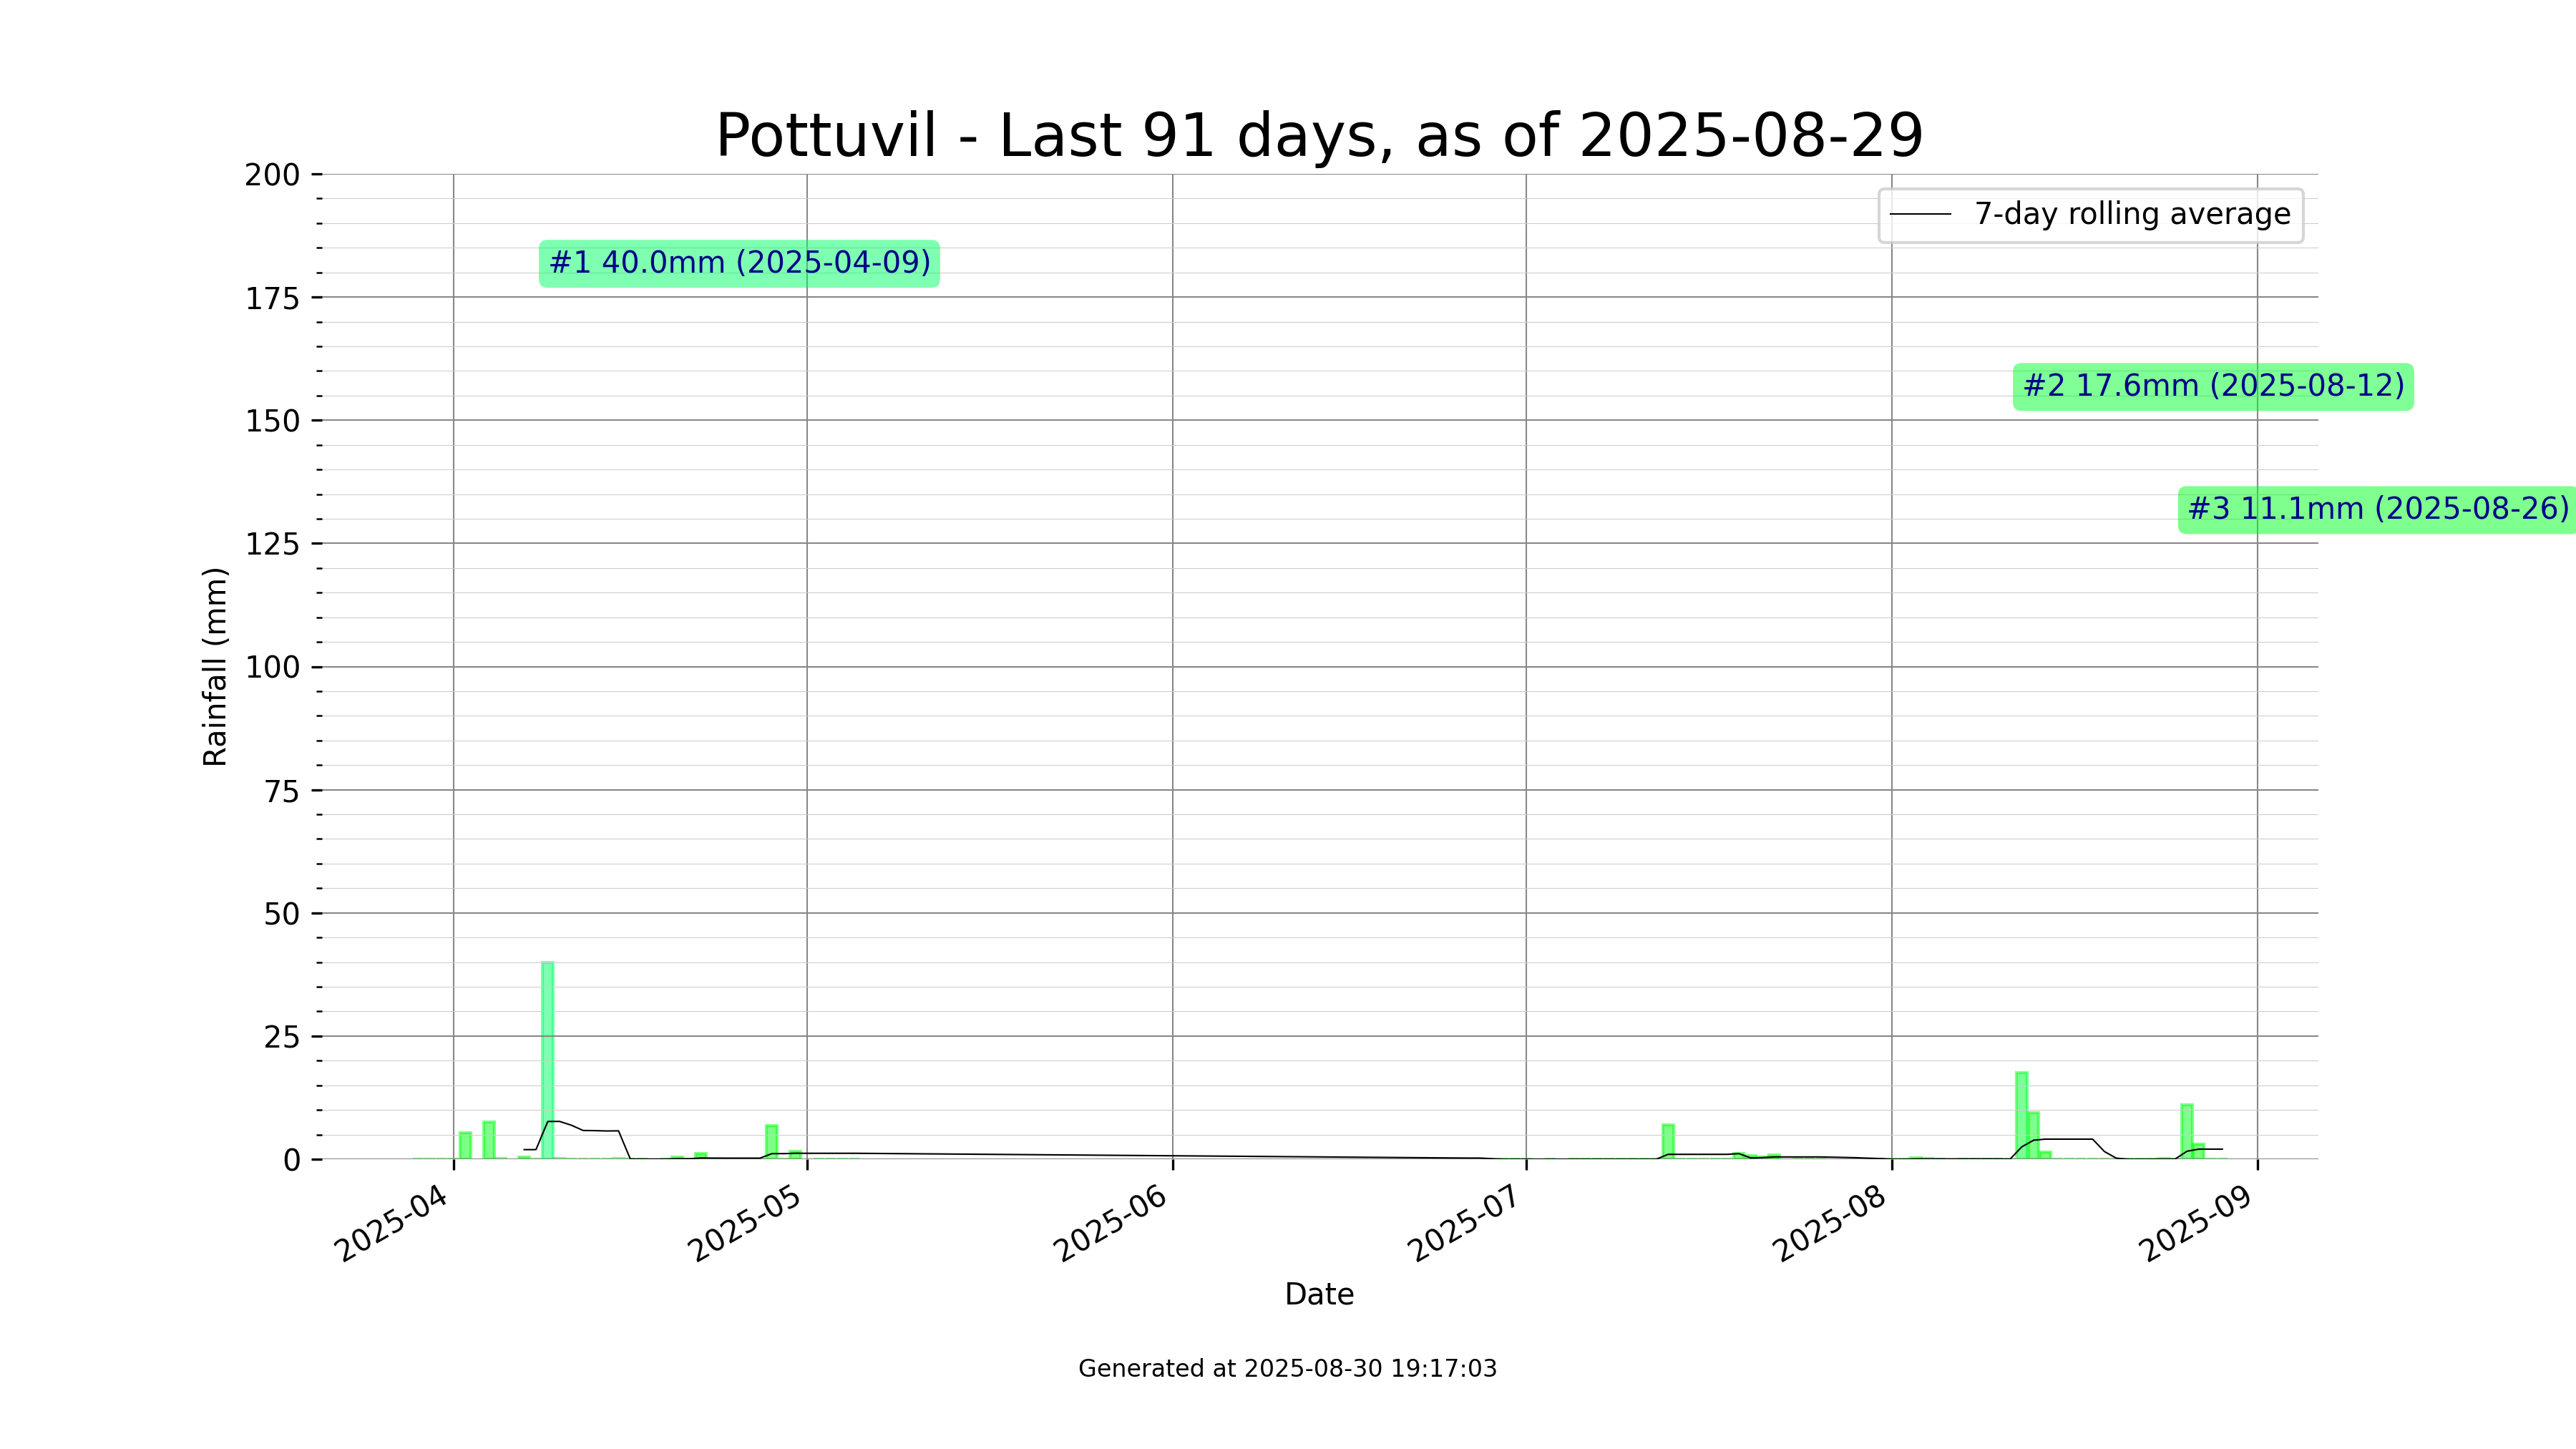 Pottuvil - Last 91 days, as of 2025-08-29
200
175
150
125
100
75
50
25
0
Rainfall (mm)
7-day rolling average
#1 40.0mm (2025-04-09)
#2 17.6mm (2025-08-12)
#3 11.1mm (2025-08-26)
2025-04
2025-05
2025-06
2025-07
2025-08
2025-09
Date
Generated at 2025-08-30 19:17:03